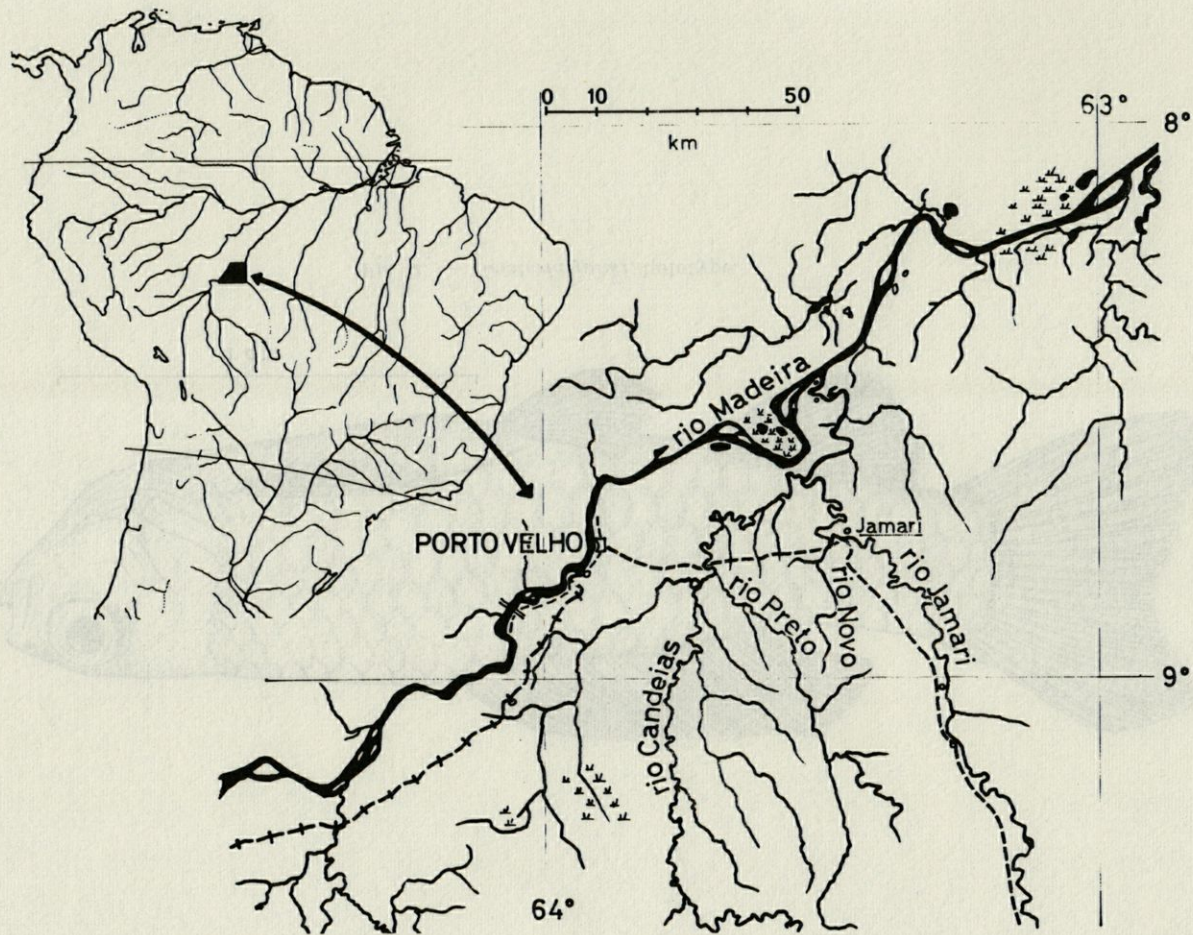 0 10 50
km
63°
8°
rio Madeira
PORTO VELHO
Jamari
rio Jamari
rio Preto
rio Novo
rio Candeias
9°
64°